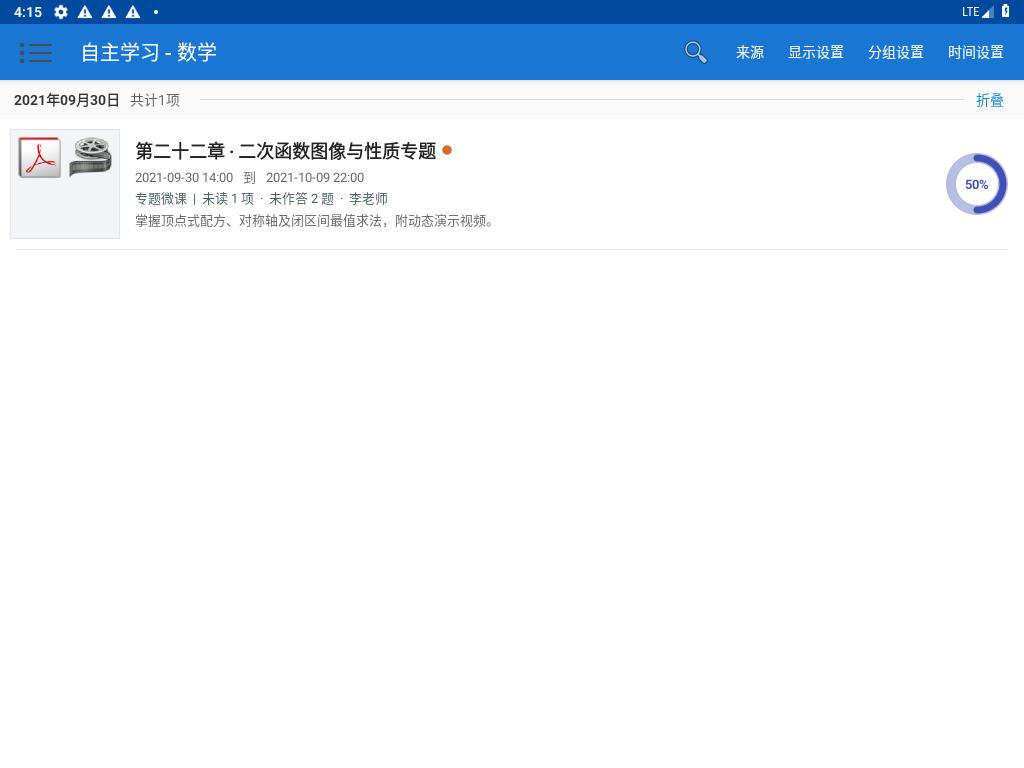 4:15 LTE
自主学习 - 数学 来源 显示设置 分组设置 时间设置
2021年09月30日 共计1项 折叠
第二十二章 · 二次函数图像与性质专题
2021-09-30 14:00 到 2021-10-09 22:00
专题微课 | 未读 1 项 · 未作答 2 题 · 李老师
掌握顶点式配方、对称轴及闭区间最值求法，附动态演示视频。
50%